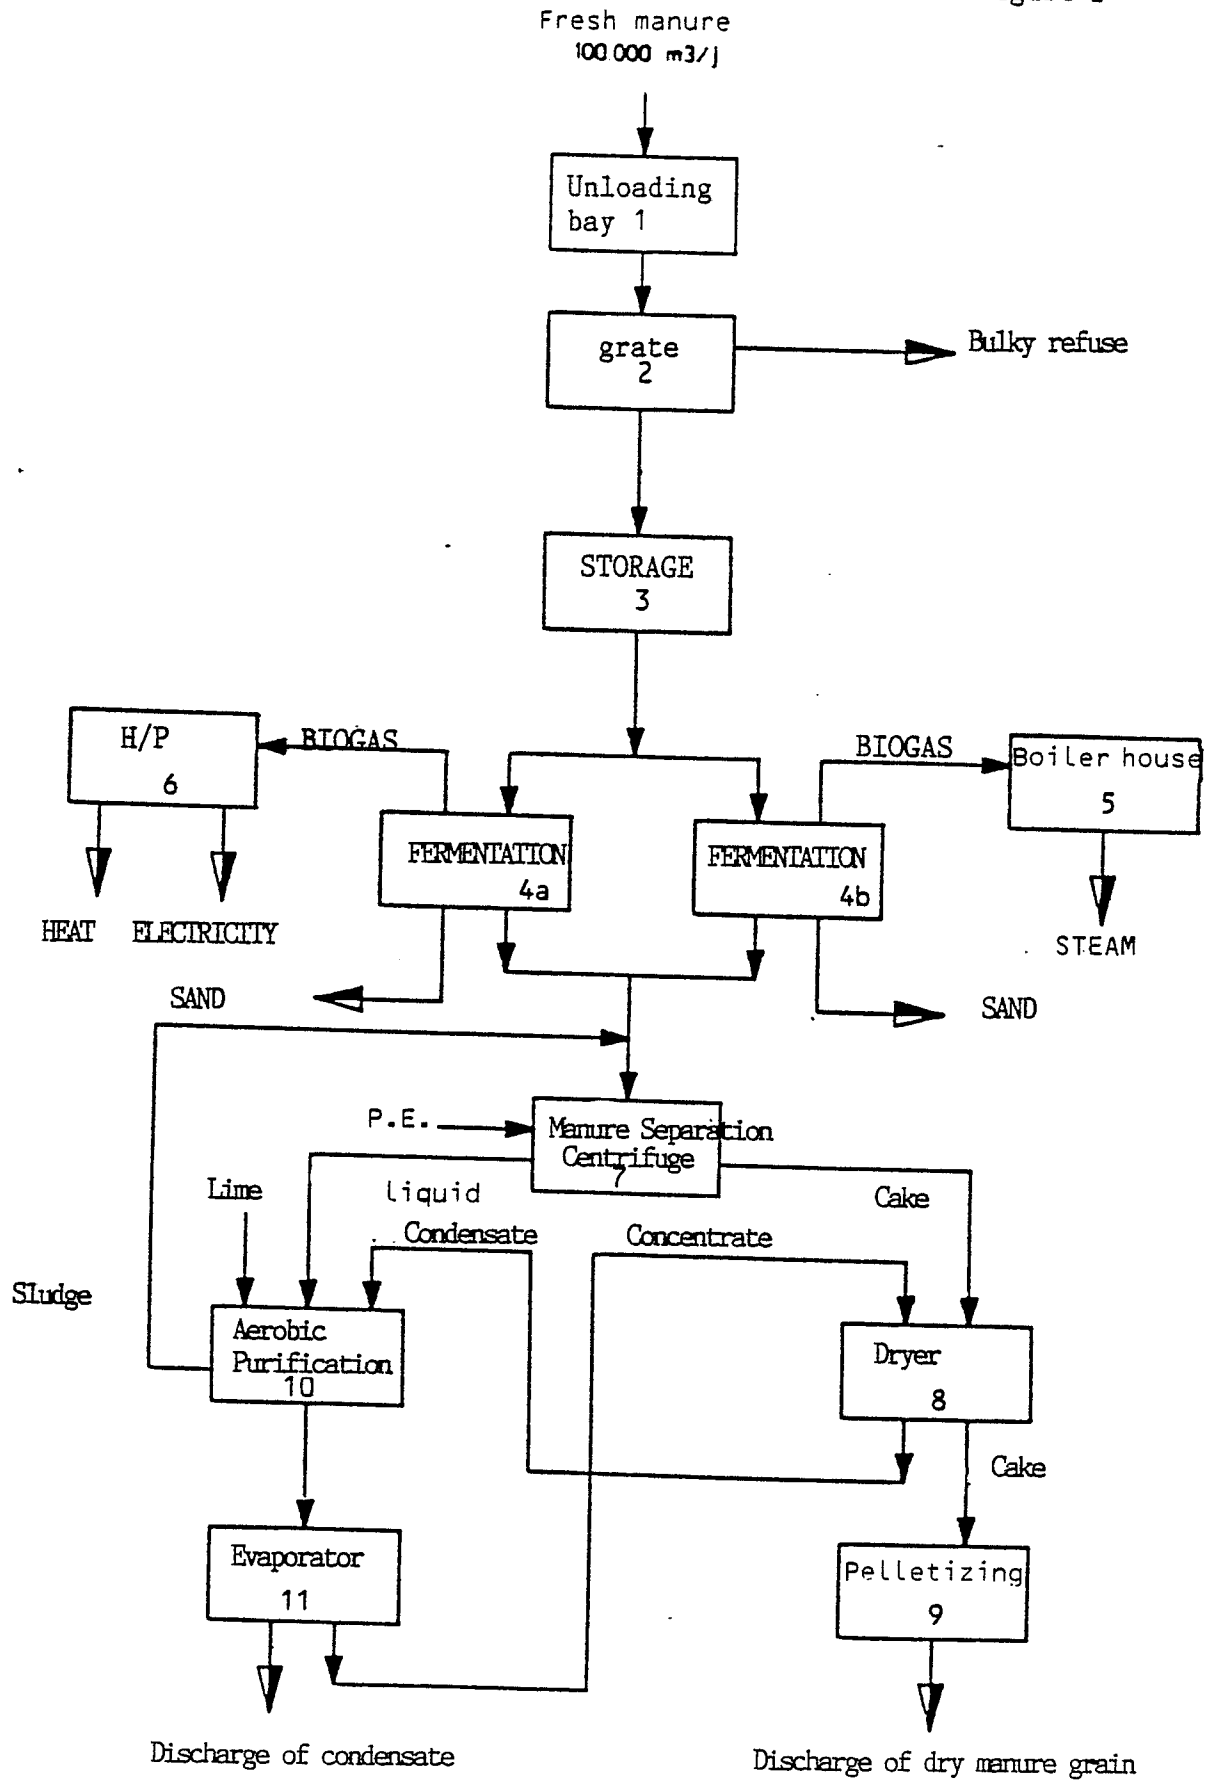 Fresh manure
100.000 m3/j
Unloading
bay 1
grate
2
Bulky refuse
STORAGE
3
H/P
6
BIOGAS
BIOGAS
Boiler house
5
FERMENTATION
4a
FERMENTATION
4b
HEAT
ELECTRICITY
STEAM
SAND
SAND
P.E.
Manure Separation
Centrifuge
7
Lime
liquid
Cake
Condensate
Concentrate
Sludge
Aerobic
Purification
10
Dryer
8
Cake
Evaporator
11
Pelletizing
9
Discharge of condensate
Discharge of dry manure grain